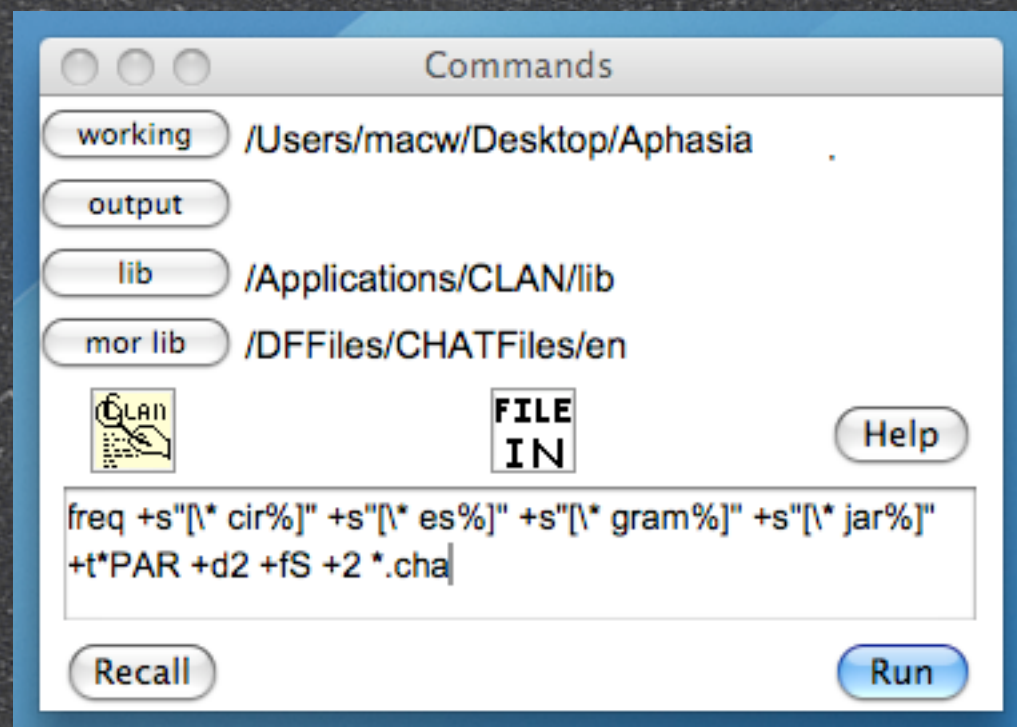 Commands
working /Users/macw/Desktop/Aphasia .
output
lib /Applications/CLAN/lib
mor lib /DFFiles/CHATFiles/en
CLAN FILE IN Help
freq +s"[\* cir%]" +s"[\* es%]" +s"[\* gram%]" +s"[\* jar%]"
+t*PAR +d2 +fS +2 *.cha
Recall Run